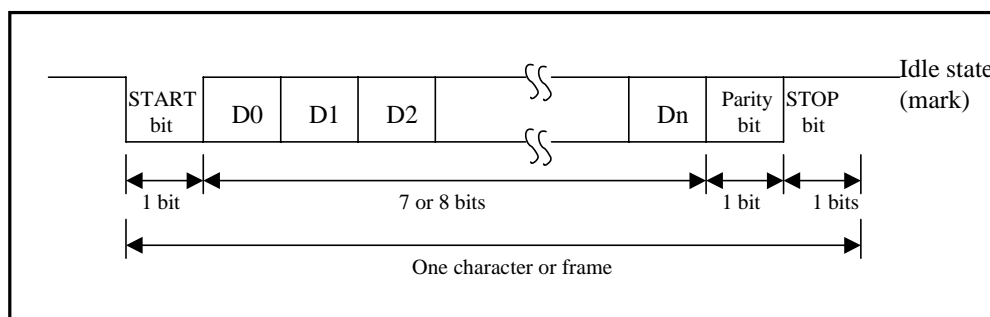 Idle state
(mark)
START
bit
D0
D1
D2
Dn
Parity
bit
STOP
bit
1 bit
7 or 8 bits
1 bit
1 bits
One character or frame